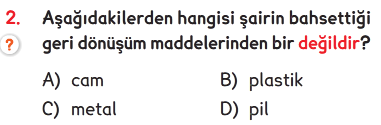 2. Aşağıdakilerden hangisi şairin bahsettiği
? geri dönüşüm maddelerinden bir değildir?
A) cam B) plastik
C) metal D) pil